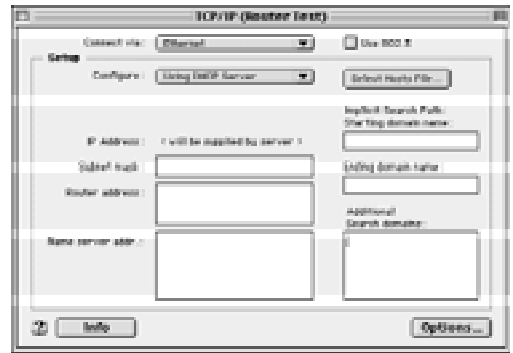 TCP/IP (Router Test)
Connect via: Ethernet
Use 802.3
Setup
Configure: Using DHCP Server
Select Hosts File...
Implicit Search Path:
Starting domain name:
IP Address: < will be supplied by server >
Subnet mask:
Ending domain name:
Router address:
Additional
Search domains:
Name server addr.:
Info
Options...